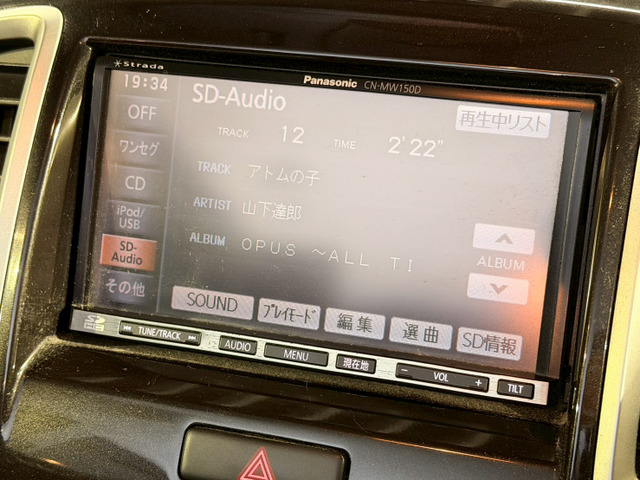 Strada
Panasonic CN-MW150D
19:34
SD-Audio
再生中リスト
OFF
TRACK 12 TIME 2'22"
ワンセグ
TRACK アトムの子
CD
ARTIST 山下達郎
iPod/
USB
ALBUM OPUS ～ALL TI
SD-
Audio
ALBUM
その他
SOUND
プレイモード
編集
選曲
SD情報
SD
TUNE/TRACK
AUDIO
MENU
現在地
− VOL +
TILT